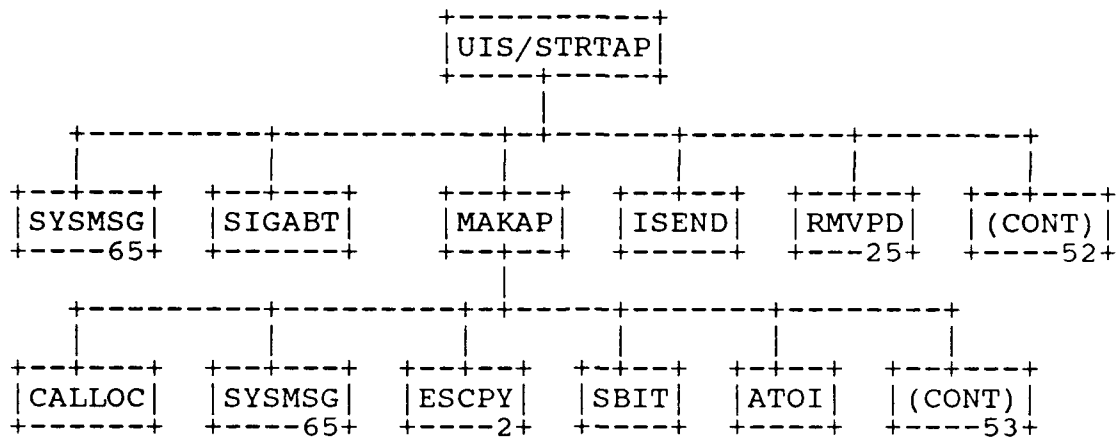 UIS/STRTAP
SYSMSG SIGABT MAKAP ISEND RMVPD (CONT)
65 25 52
CALLOC SYSMSG ESCPY SBIT ATOI (CONT)
65 2 53